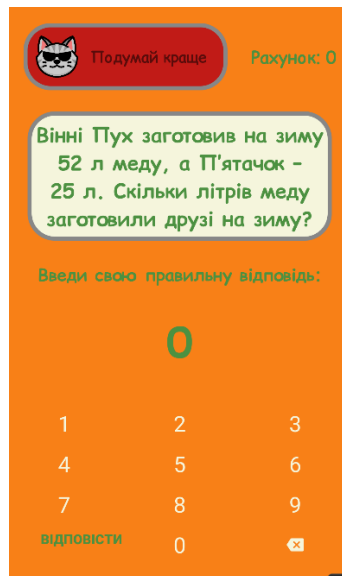 Подумай краще
Рахунок: 0
Вінні Пух заготовив на зиму
52 л меду, а П'ятачок –
25 л. Скільки літрів меду
заготовили друзі на зиму?
Введи свою правильну відповідь:
0
1 2 3
4 5 6
7 8 9
ВІДПОВІСТИ 0